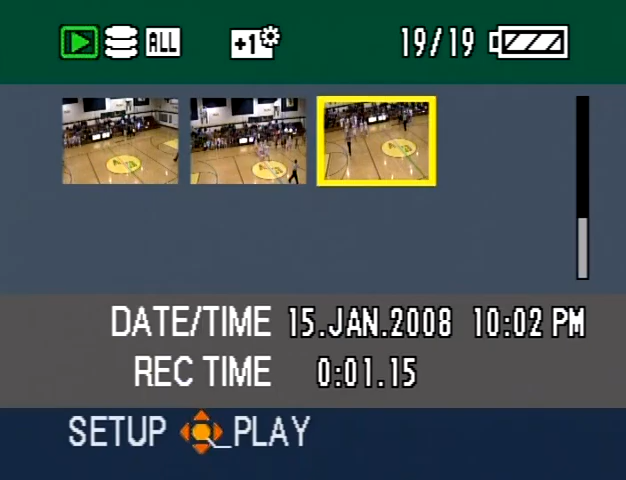 ALL +1 19/19
DATE/TIME 15.JAN.2008 10:02 PM
REC TIME 0:01.15
SETUP PLAY